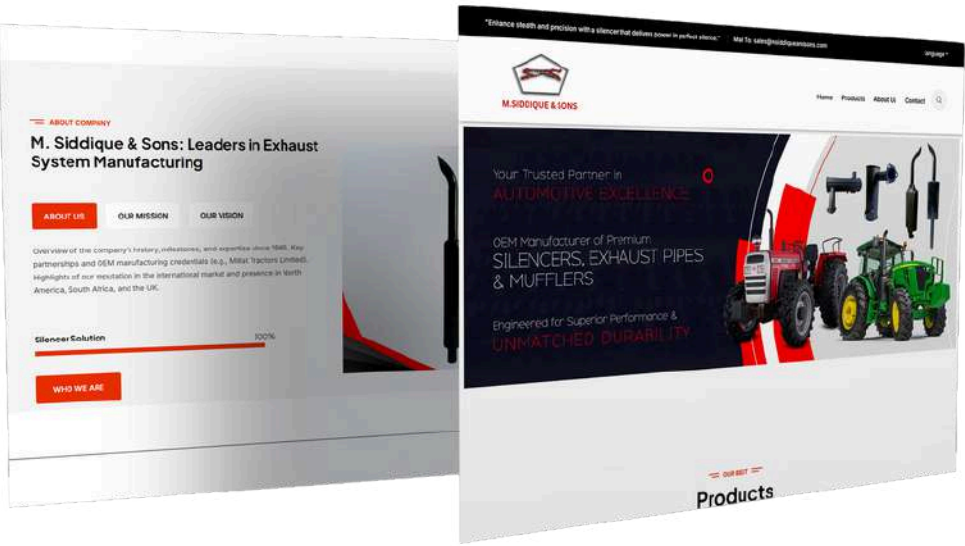 ABOUT COMPANY
M. Siddique & Sons: Leaders in Exhaust
System Manufacturing
ABOUT US
OUR MISSION
OUR VISION
Overview of the company's history, milestones, and expertise since 1948. Key
partnerships and OEM manufacturing credentials (e.g., Millat Tractors Limited).
Highlights of our reputation in the international market and presence in North
America, South Africa, and the UK.
Silencer Solution 100%
WHO WE ARE
"Enhance stealth and precision with a silencer that delivers power in perfect silence." Mail To:
language
M.SIDDIQUE & SONS
Home Products About Us Contact
Your Trusted Partner in
AUTOMOTIVE EXCELLENCE
OEM Manufacturer of Premium
SILENCERS, EXHAUST PIPES
& MUFFLERS
Engineered for Superior Performance &
UNMATCHED DURABILITY
OUR BEST
Products